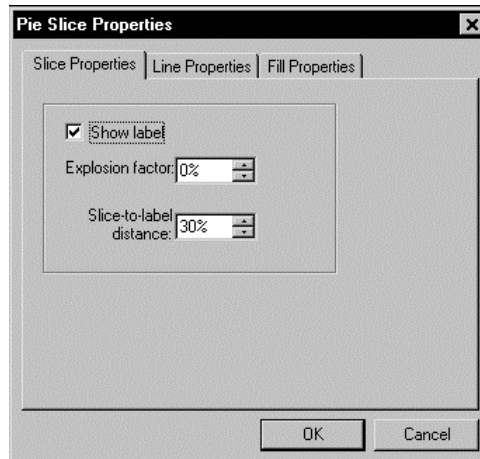 Pie Slice Properties
Slice Properties Line Properties Fill Properties
Show label
Explosion factor: 0%
Slice-to-label
distance: 30%
OK Cancel